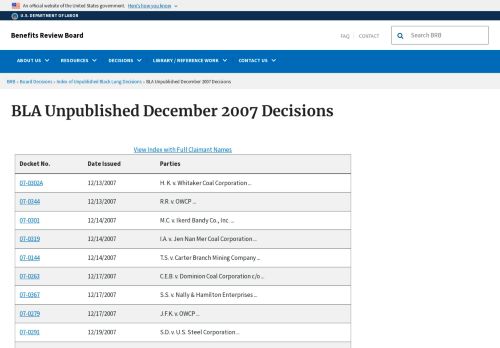 An official website of the United States government. Here's how you know
U.S. DEPARTMENT OF LABOR
Benefits Review Board
FAQ CONTACT
Search BRB
ABOUT US RESOURCES DECISIONS LIBRARY / REFERENCE WORK CONTACT US
BRB › Board Decisions › Index of Unpublished Black Lung Decisions › BLA Unpublished December 2007 Decisions
BLA Unpublished December 2007 Decisions
View Index with Full Claimant Names
Docket No. Date Issued Parties
07-0302A 12/13/2007 H. K. v. Whitaker Coal Corporation ...
07-0344 12/13/2007 R.R. v. OWCP ...
07-0301 12/14/2007 M.C. v. Ikerd Bandy Co., Inc. ...
07-0319 12/14/2007 I.A. v. Jen Nan Mer Coal Corporation ...
07-0144 12/14/2007 T.S. v. Carter Branch Mining Company ...
07-0263 12/17/2007 C.E.B. v. Dominion Coal Corporation c/o ...
07-0367 12/17/2007 S.S. v. Nally & Hamilton Enterprises ...
07-0279 12/17/2007 J.F.K. v. OWCP ...
07-0291 12/19/2007 S.O. v. U. S. Steel Corporation ...